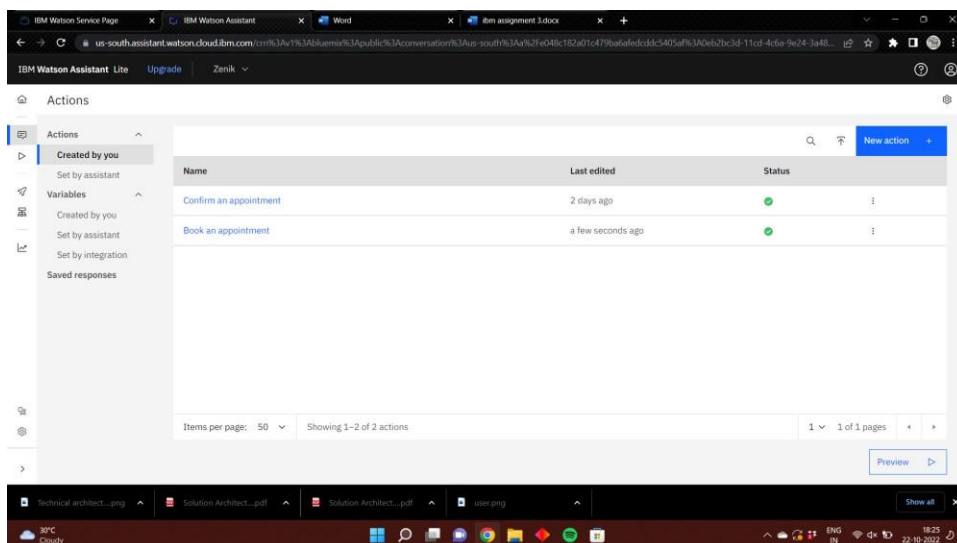 IBM Watson Service Page
IBM Watson Assistant
Word
ibm assignment 3.docx
IBM Watson Assistant Lite Upgrade Zenik
Actions
Actions
Created by you
Set by assistant
Variables
Created by you
Set by assistant
Set by integration
Saved responses
New action +
Name Last edited Status
Confirm an appointment 2 days ago
Book an appointment a few seconds ago
Items per page: 50 Showing 1–2 of 2 actions 1 1 of 1 pages
Preview
Technical architect....png Solution Architect....pdf Solution Architect....pdf user.png Show all
30°C
Cloudy
ENG
IN
18:25
22-10-2022